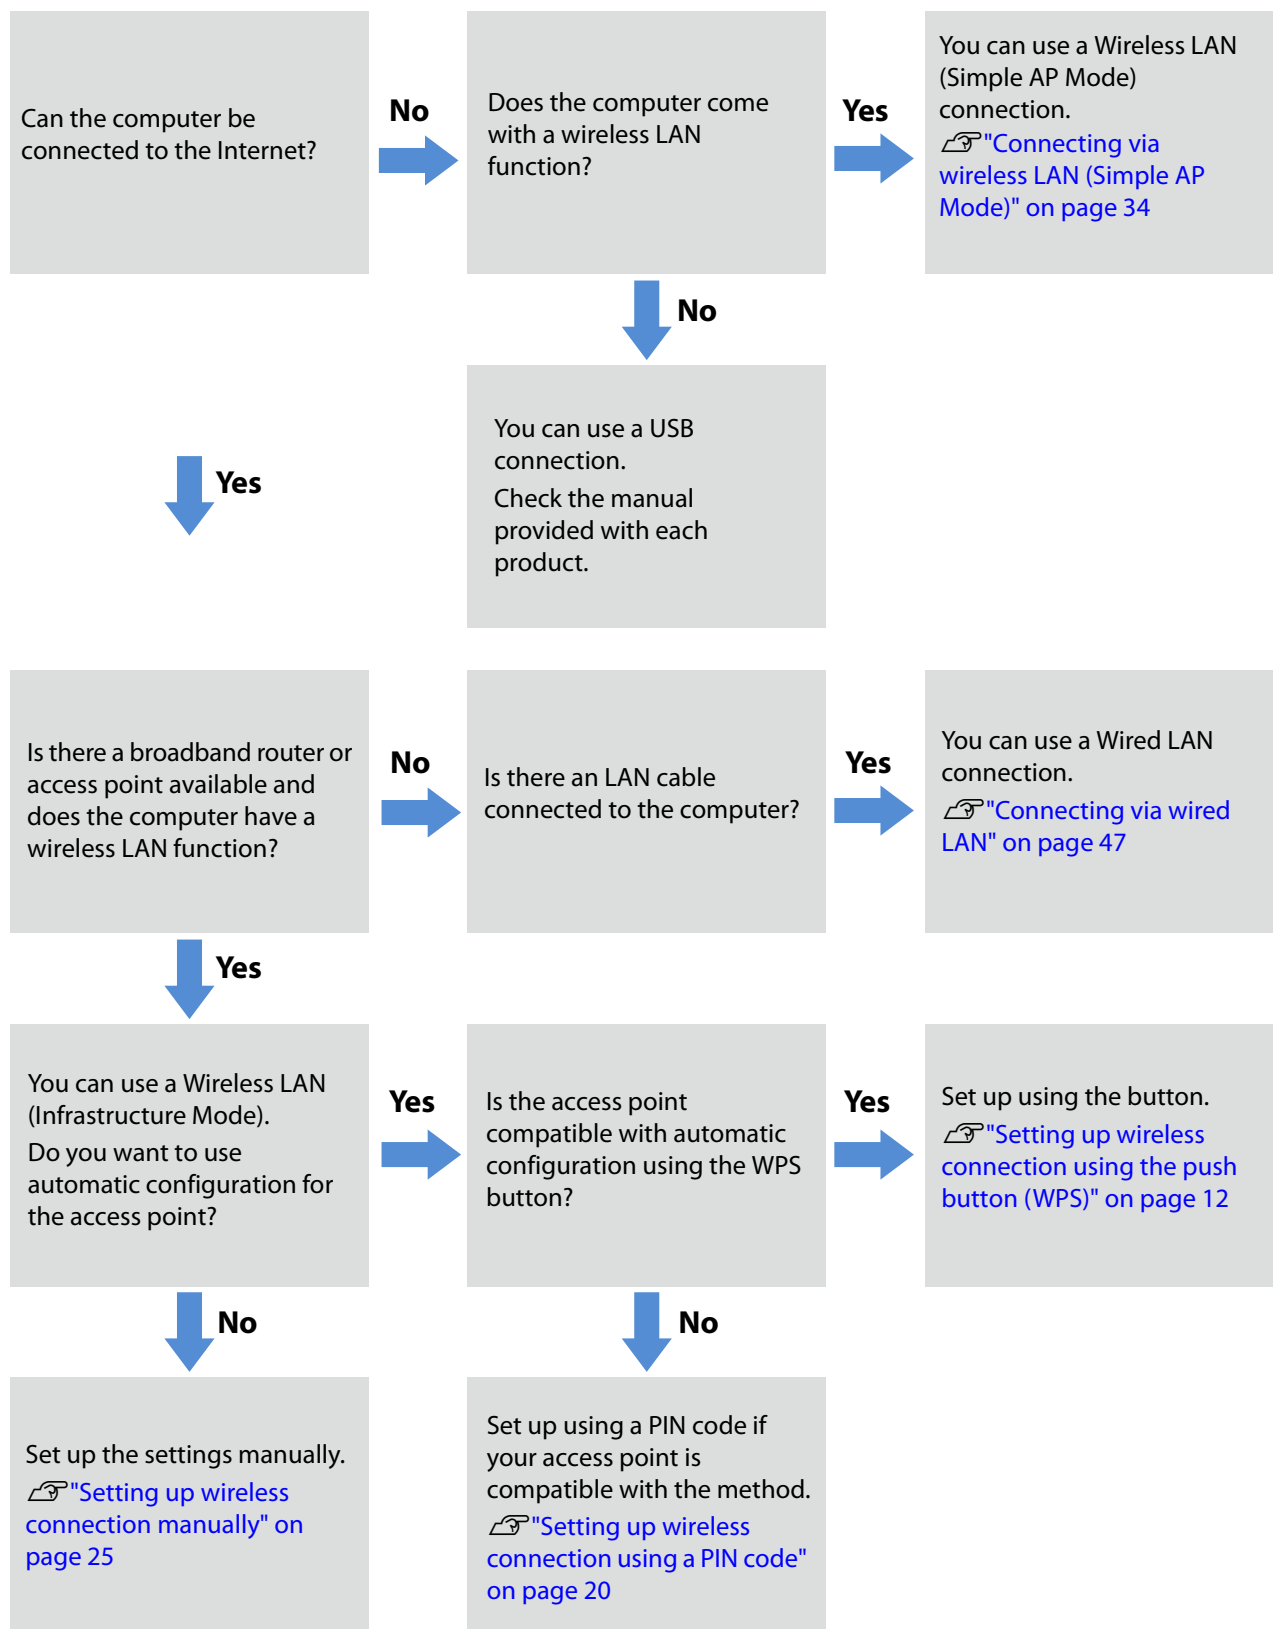 Can the computer be
connected to the Internet?
No
Does the computer come
with a wireless LAN
function?
Yes
You can use a Wireless LAN
(Simple AP Mode)
connection.
"Connecting via
wireless LAN (Simple AP
Mode)" on page 34
No
You can use a USB
connection.
Check the manual
provided with each
product.
Yes
Is there a broadband router or
access point available and
does the computer have a
wireless LAN function?
No
Is there an LAN cable
connected to the computer?
Yes
You can use a Wired LAN
connection.
"Connecting via wired
LAN" on page 47
Yes
You can use a Wireless LAN
(Infrastructure Mode).
Do you want to use
automatic configuration for
the access point?
Yes
Is the access point
compatible with automatic
configuration using the WPS
button?
Yes
Set up using the button.
"Setting up wireless
connection using the push
button (WPS)" on page 12
No
Set up the settings manually.
"Setting up wireless
connection manually" on
page 25
No
Set up using a PIN code if
your access point is
compatible with the method.
"Setting up wireless
connection using a PIN code"
on page 20